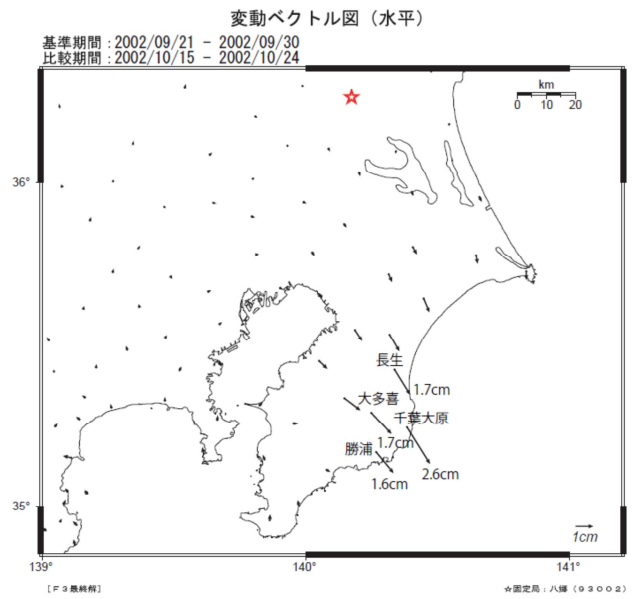 変動ベクトル図（水平）
基準期間：2002/09/21 － 2002/09/30
比較期間：2002/10/15 － 2002/10/24
km
0 10 20
36°
長生
1.7cm
大多喜
千葉大原
1.7cm
勝浦
2.6cm
1.6cm
35°
1cm
139° 140° 141°
［Ｆ３最終解］
☆固定局：八郷（９３００２）